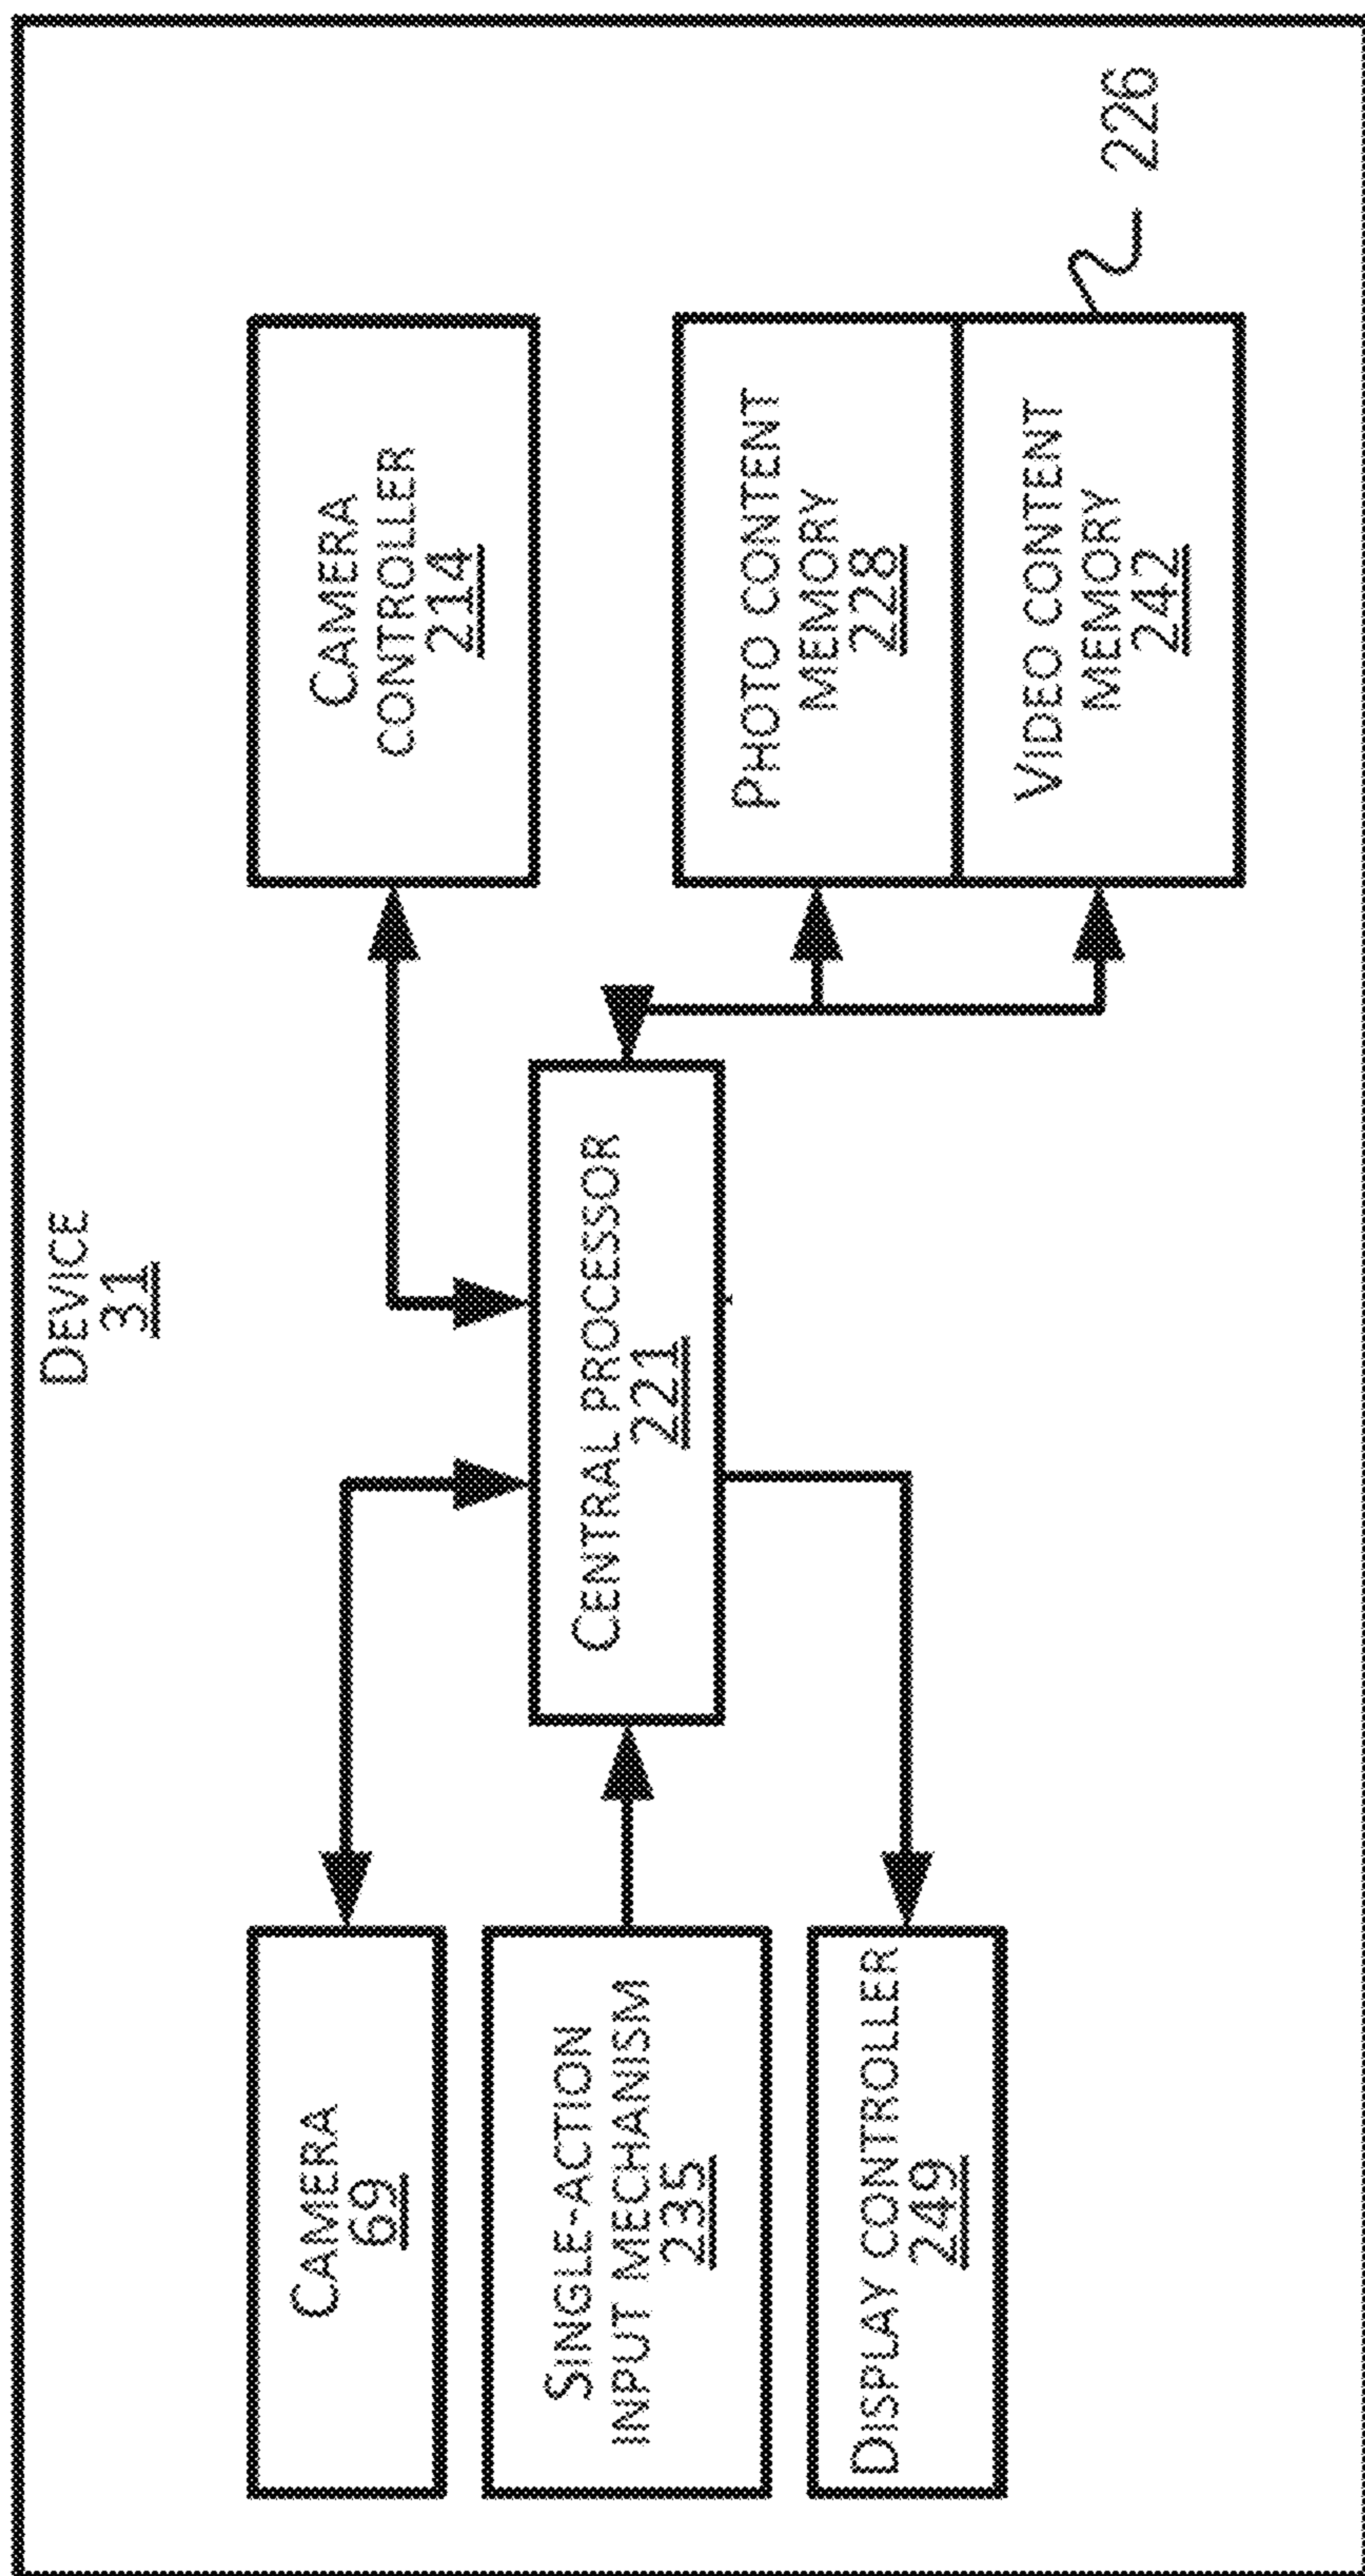 DEVICE
31
CAMERA
69
SINGLE-ACTION
INPUT MECHANISM
235
DISPLAY CONTROLLER
249
CENTRAL PROCESSOR
221
CAMERA
CONTROLLER
214
PHOTO CONTENT
MEMORY
228
VIDEO CONTENT
MEMORY
242
226